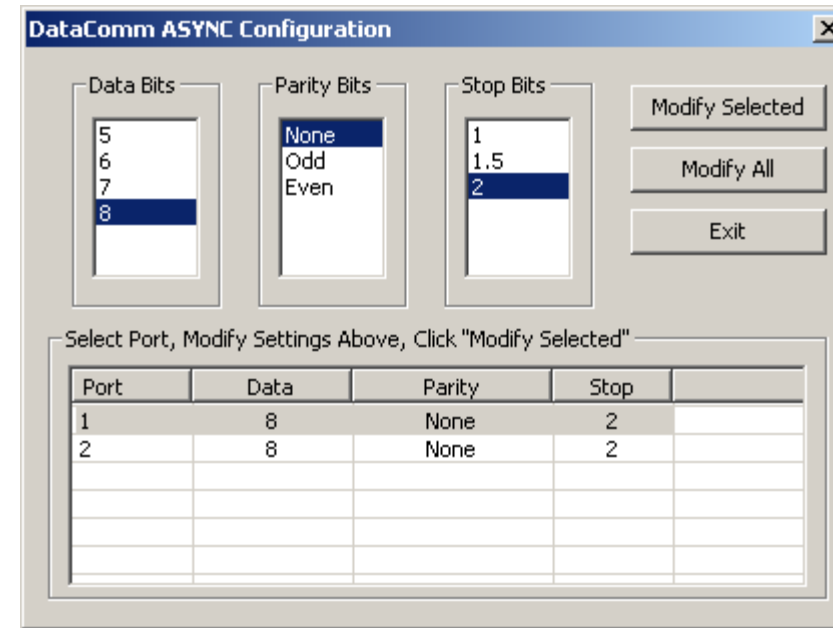 DataComm ASYNC Configuration
Data Bits
5
6
7
8
Parity Bits
None
Odd
Even
Stop Bits
1
1.5
2
Modify Selected
Modify All
Exit
Select Port, Modify Settings Above, Click "Modify Selected"
Port Data Parity Stop
1 8 None 2
2 8 None 2